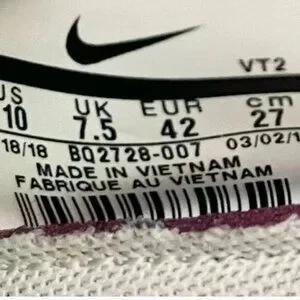 VT2
US UK EUR cm
10 7.5 42 27
18/18 BQ2728-007 03/02/1
MADE IN VIETNAM
FABRIQUE AU VIETNAM